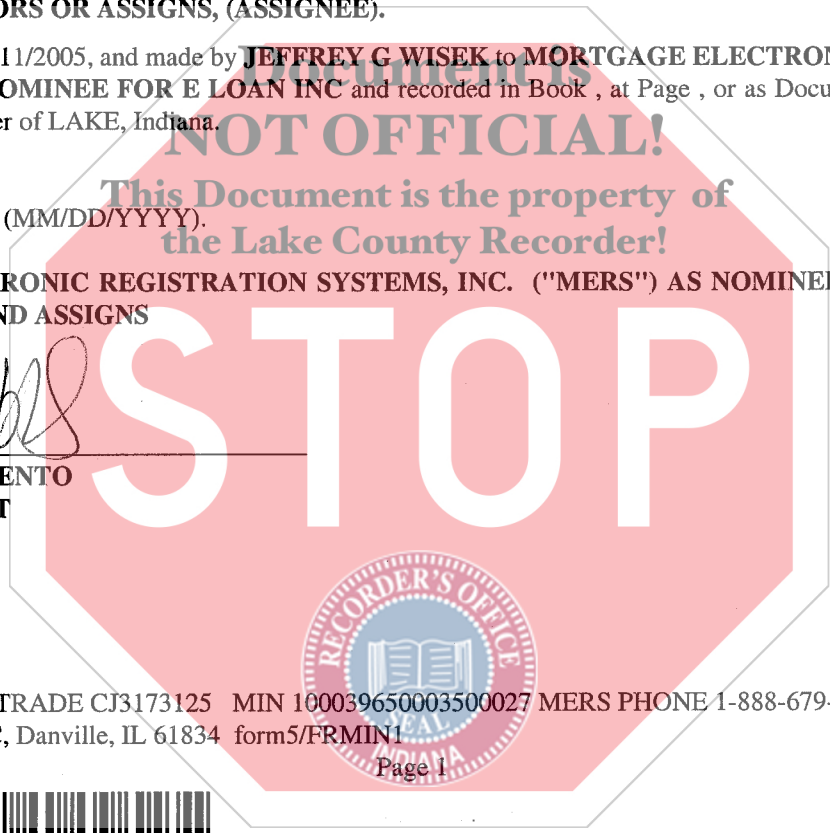 ORS OR ASSIGNS, (ASSIGNEE).
11/2005, and made by JEFFREY G WISEK to MORTGAGE ELECTRON
Document is
OMINEE FOR E LOAN INC and recorded in Book , at Page , or as Docu
er of LAKE, Indiana.
NOT OFFICIAL!
This Document is the property of
(MM/DD/YYYY).
the Lake County Recorder!
RONIC REGISTRATION SYSTEMS, INC. ("MERS") AS NOMINE
ND ASSIGNS
STOP
ENTO
T
RECORDER'S OFFICE
TRADE CJ3173125 MIN 100039650003500027 MERS PHONE 1-888-679-
SEAL
C, Danville, IL 61834 form5/FRMIN1
INDIANA
Page 1